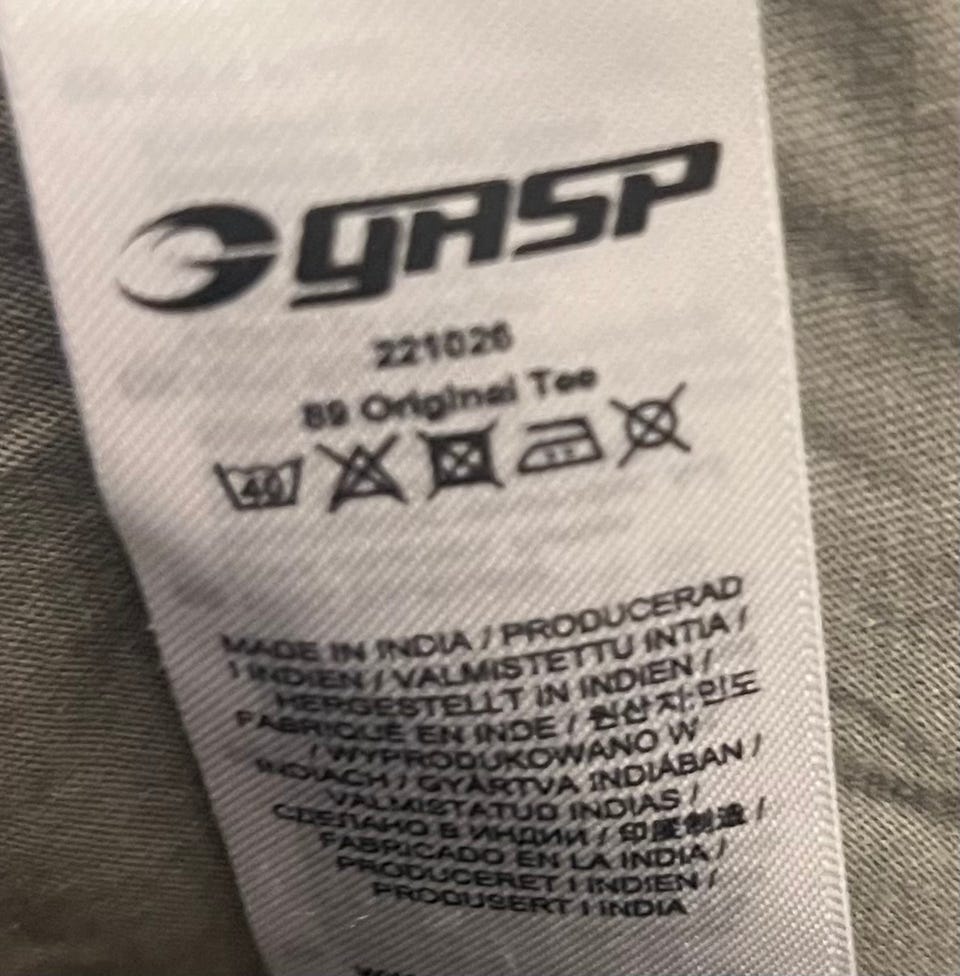 GASP
221026
89 Original Tee
40
MADE IN INDIA / PRODUCERAD
I INDIEN / VALMISTETTU INTIA /
HERGESTELLT IN INDIEN /
FABRIQUÉ EN INDE / 원산지:인도
/ WYPRODUKOWANO W
INDIACH / GYÁRTVA INDIÁBAN /
VALMISTATUD INDIAS /
СДЕЛАНО В ИНДИИ / 印度制造 /
FABRICADO EN LA INDIA /
PRODUCERET I INDIEN /
PRODUSERT I INDIA